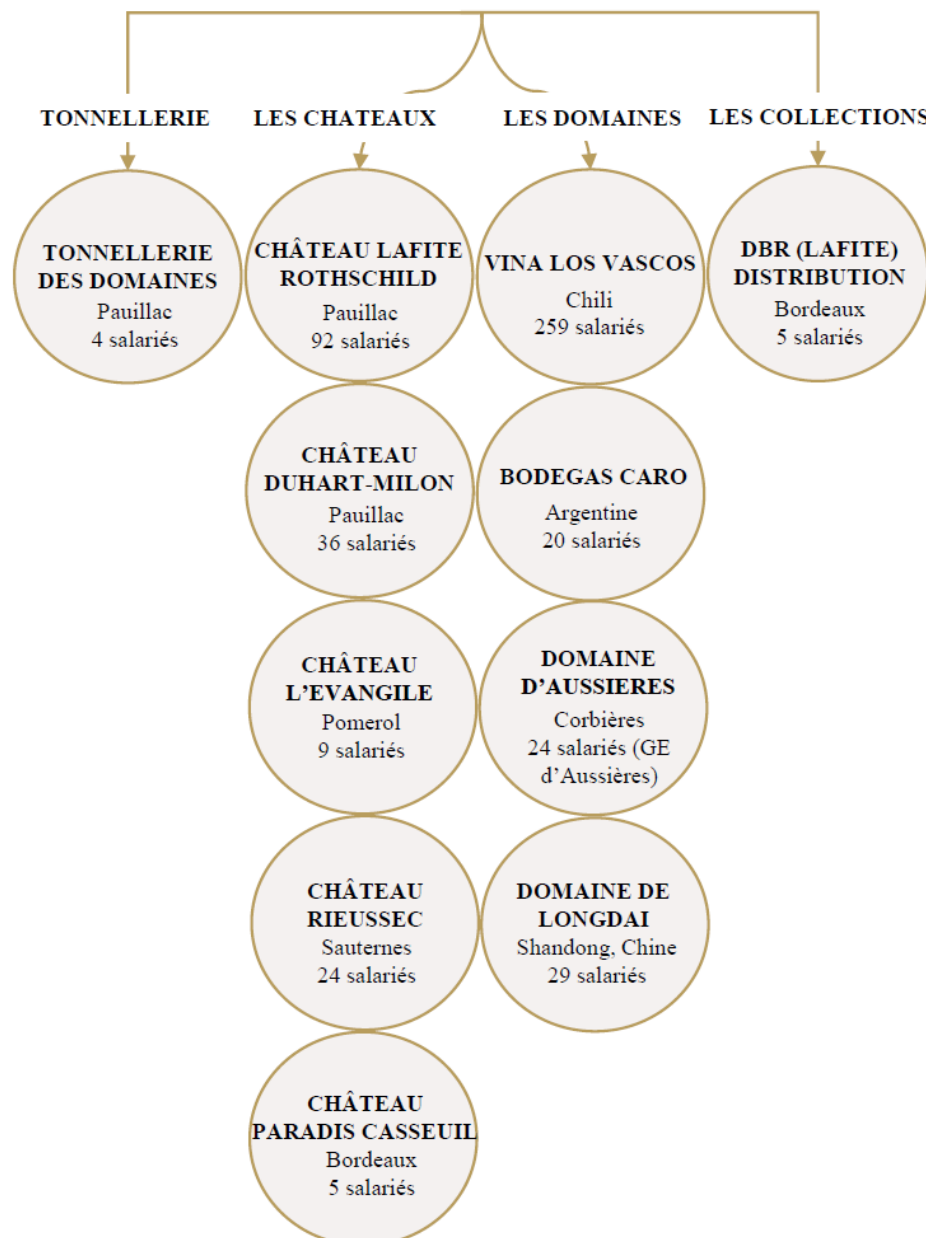 TONNELLERIE
LES CHATEAUX
LES DOMAINES
LES COLLECTIONS
TONNELLERIE
DES DOMAINES
Pauillac
4 salariés
CHÂTEAU LAFITE
ROTHSCHILD
Pauillac
92 salariés
VINA LOS VASCOS
Chili
259 salariés
DBR (LAFITE)
DISTRIBUTION
Bordeaux
5 salariés
CHÂTEAU
DUHART-MILON
Pauillac
36 salariés
BODEGAS CARO
Argentine
20 salariés
CHÂTEAU
L'EVANGILE
Pomerol
9 salariés
DOMAINE
D'AUSSIERES
Corbières
24 salariés (GE
d'Aussières)
CHÂTEAU
RIEUSSEC
Sauternes
24 salariés
DOMAINE DE
LONGDAI
Shandong, Chine
29 salariés
CHÂTEAU
PARADIS CASSEUIL
Bordeaux
5 salariés